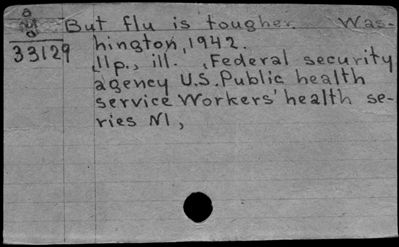 But flu is tougher. Was-
33129 hington, 1942.
11p., ill. , Federal security
agency U.S. Public health
service Workers' health se-
ries N1,